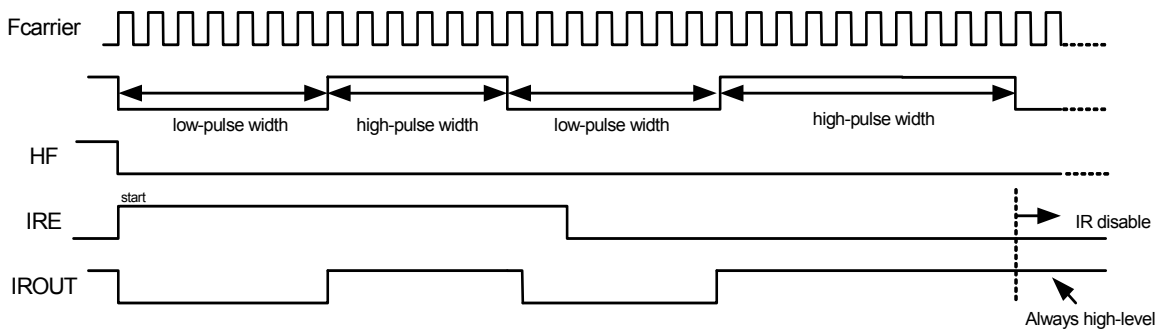 Fcarrier
low-pulse width
high-pulse width
low-pulse width
high-pulse width
HF
start
IRE
IR disable
IROUT
Always high-level